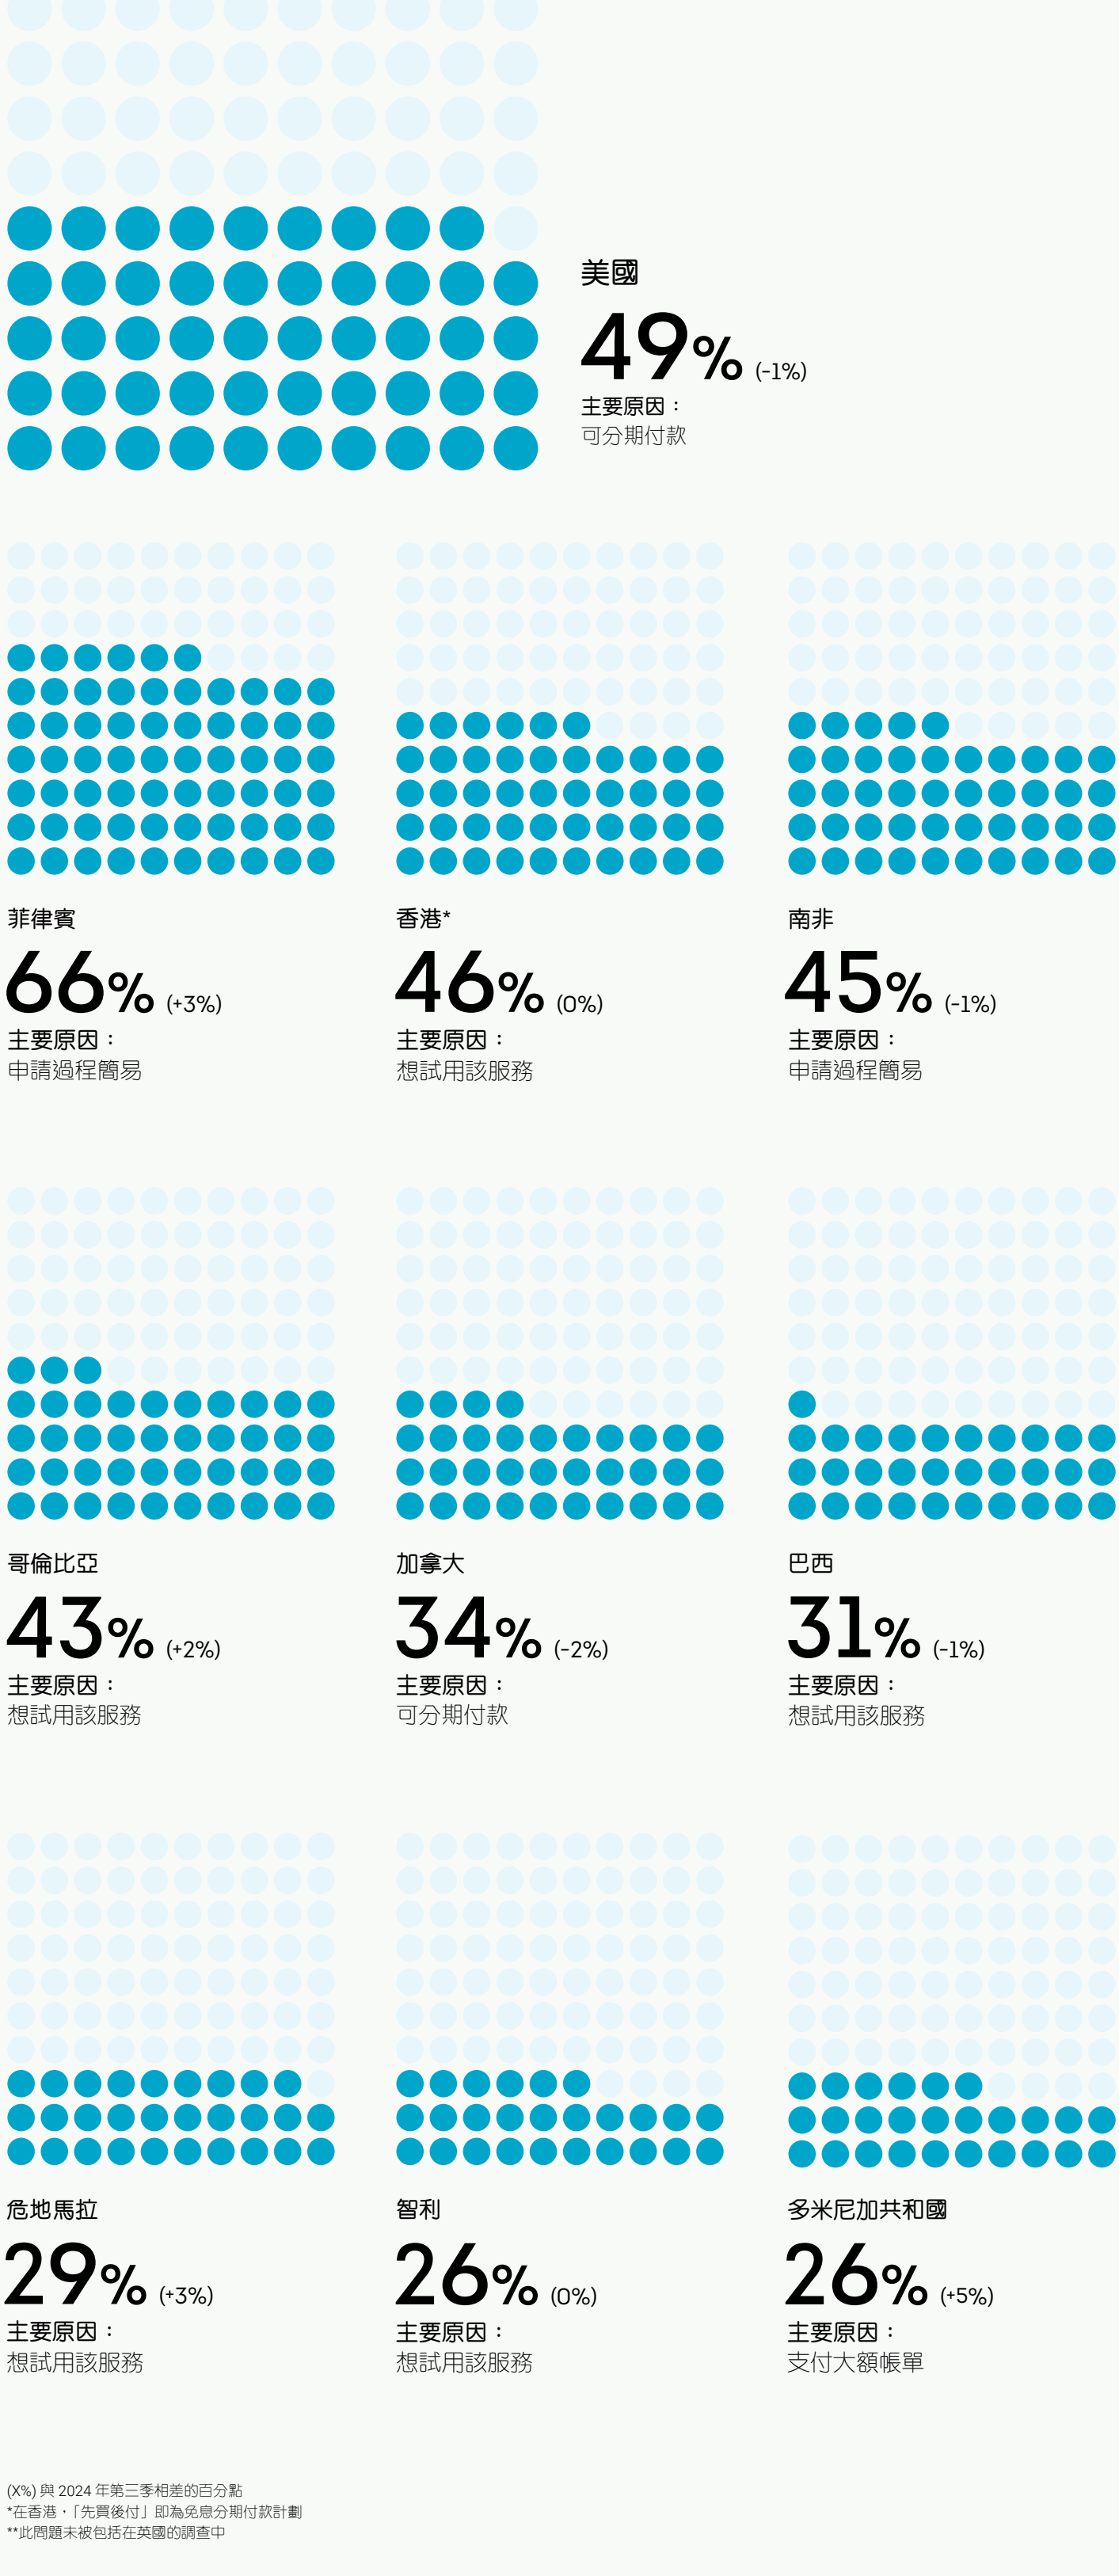 美國
49% (-1%)
主要原因：
可分期付款
菲律賓
66% (+3%)
主要原因：
申請過程簡易
香港*
46% (0%)
主要原因：
想試用該服務
南非
45% (-1%)
主要原因：
申請過程簡易
哥倫比亞
43% (+2%)
主要原因：
想試用該服務
加拿大
34% (-2%)
主要原因：
可分期付款
巴西
31% (-1%)
主要原因：
想試用該服務
危地馬拉
29% (+3%)
主要原因：
想試用該服務
智利
26% (0%)
主要原因：
想試用該服務
多米尼加共和國
26% (+5%)
主要原因：
支付大額帳單
(X%) 與 2024 年第三季相差的百分點
*在香港，「先買後付」即為免息分期付款計劃
**此問題未被包括在英國的調查中